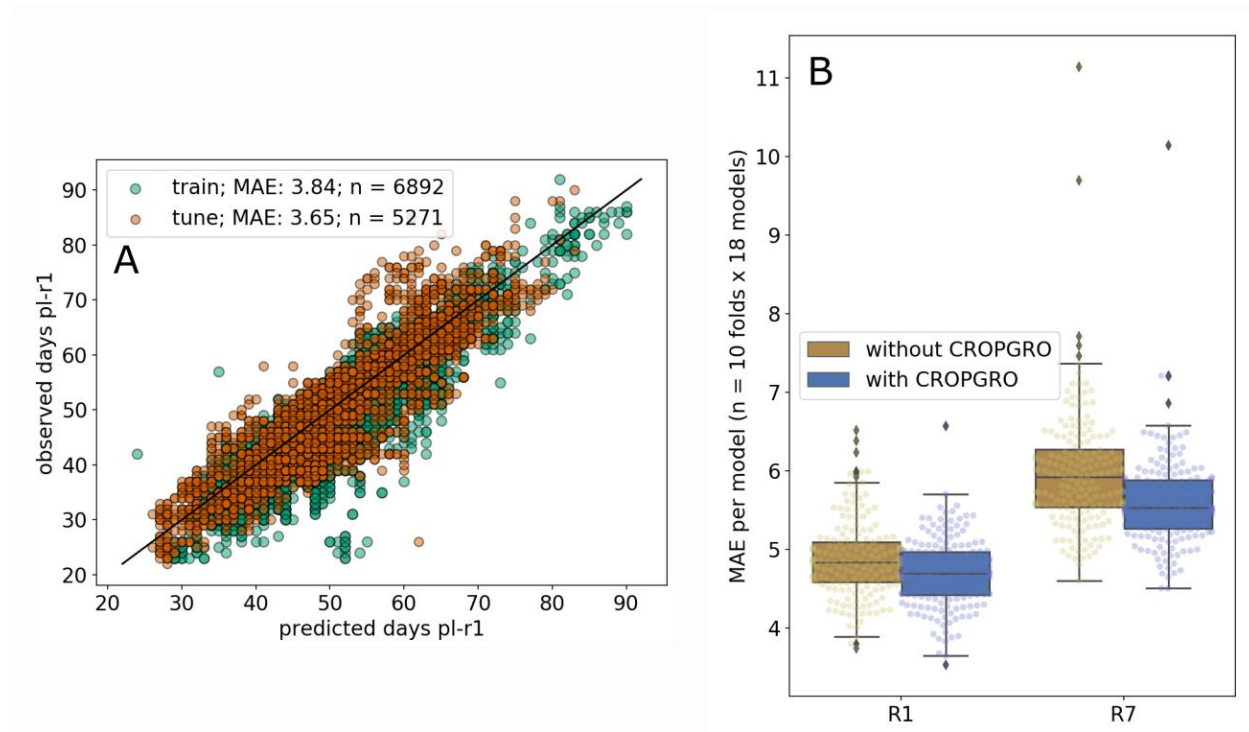 A
train; MAE: 3.84; n = 6892
tune; MAE: 3.65; n = 5271
observed days pl-r1
90
80
70
60
50
40
30
20
20 30 40 50 60 70 80 90
predicted days pl-r1
B
MAE per model (n = 10 folds x 18 models)
11
10
9
8
7
6
5
4
without CROPGRO
with CROPGRO
R1 R7